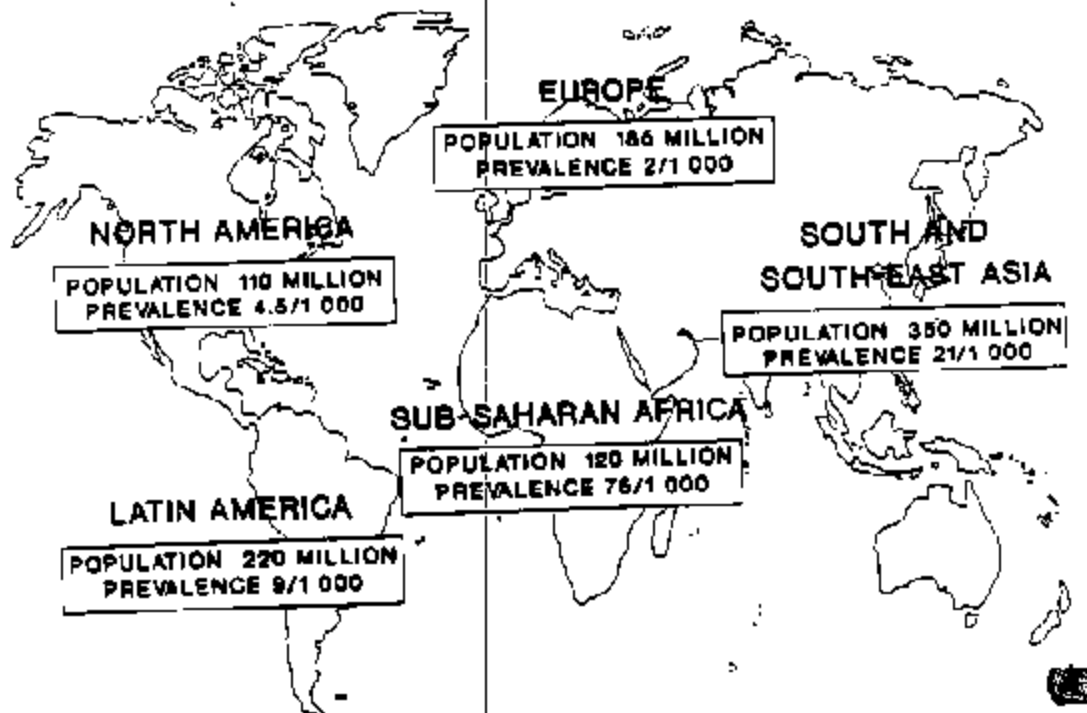 EUROPE
POPULATION 186 MILLION
PREVALENCE 2/1 000
NORTH AMERICA
POPULATION 110 MILLION
PREVALENCE 4.5/1 000
SOUTH AND
SOUTH-EAST ASIA
POPULATION 350 MILLION
PREVALENCE 21/1 000
SUB-SAHARAN AFRICA
POPULATION 120 MILLION
PREVALENCE 76/1 000
LATIN AMERICA
POPULATION 220 MILLION
PREVALENCE 9/1 000